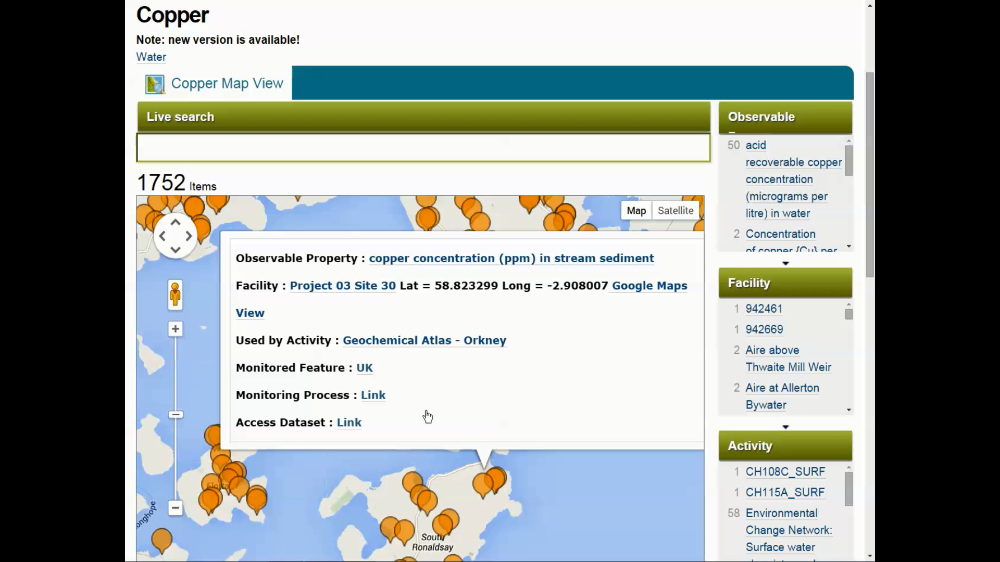 Copper
Note: new version is available!
Water
Copper Map View
Live search
1752 Items
Map
Satellite
Observable Property : copper concentration (ppm) in stream sediment
Facility : Project 03 Site 30 Lat = 58.823299 Long = -2.908007 Google Maps
View
Used by Activity : Geochemical Atlas - Orkney
Monitored Feature : UK
Monitoring Process : Link
Access Dataset : Link
South
Ronaldsay
Observable
50 acid
recoverable copper
concentration
(micrograms per
litre) in water
2 Concentration
of copper {Cu} per
Facility
1 942461
1 942669
2 Aire above
Thwaite Mill Weir
2 Aire at Allerton
Bywater
Activity
1 CH108C_SURF
1 CH115A_SURF
58 Environmental
Change Network:
Surface water